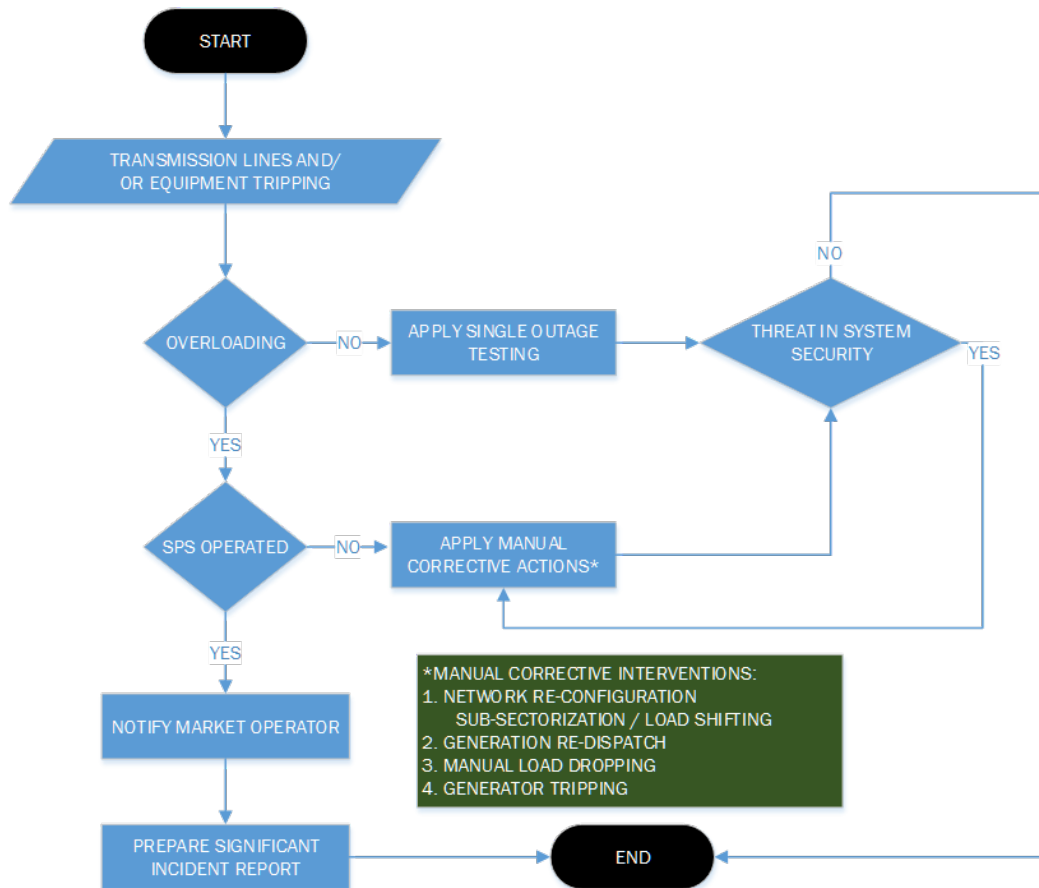 START
TRANSMISSION LINES AND/
OR EQUIPMENT TRIPPING
NO
OVERLOADING
NO
APPLY SINGLE OUTAGE
TESTING
THREAT IN SYSTEM
SECURITY
YES
YES
SPS OPERATED
NO
APPLY MANUAL
CORRECTIVE ACTIONS*
YES
*MANUAL CORRECTIVE INTERVENTIONS:
1. NETWORK RE-CONFIGURATION
SUB-SECTORIZATION / LOAD SHIFTING
2. GENERATION RE-DISPATCH
3. MANUAL LOAD DROPPING
4. GENERATOR TRIPPING
NOTIFY MARKET OPERATOR
PREPARE SIGNIFICANT
INCIDENT REPORT
END